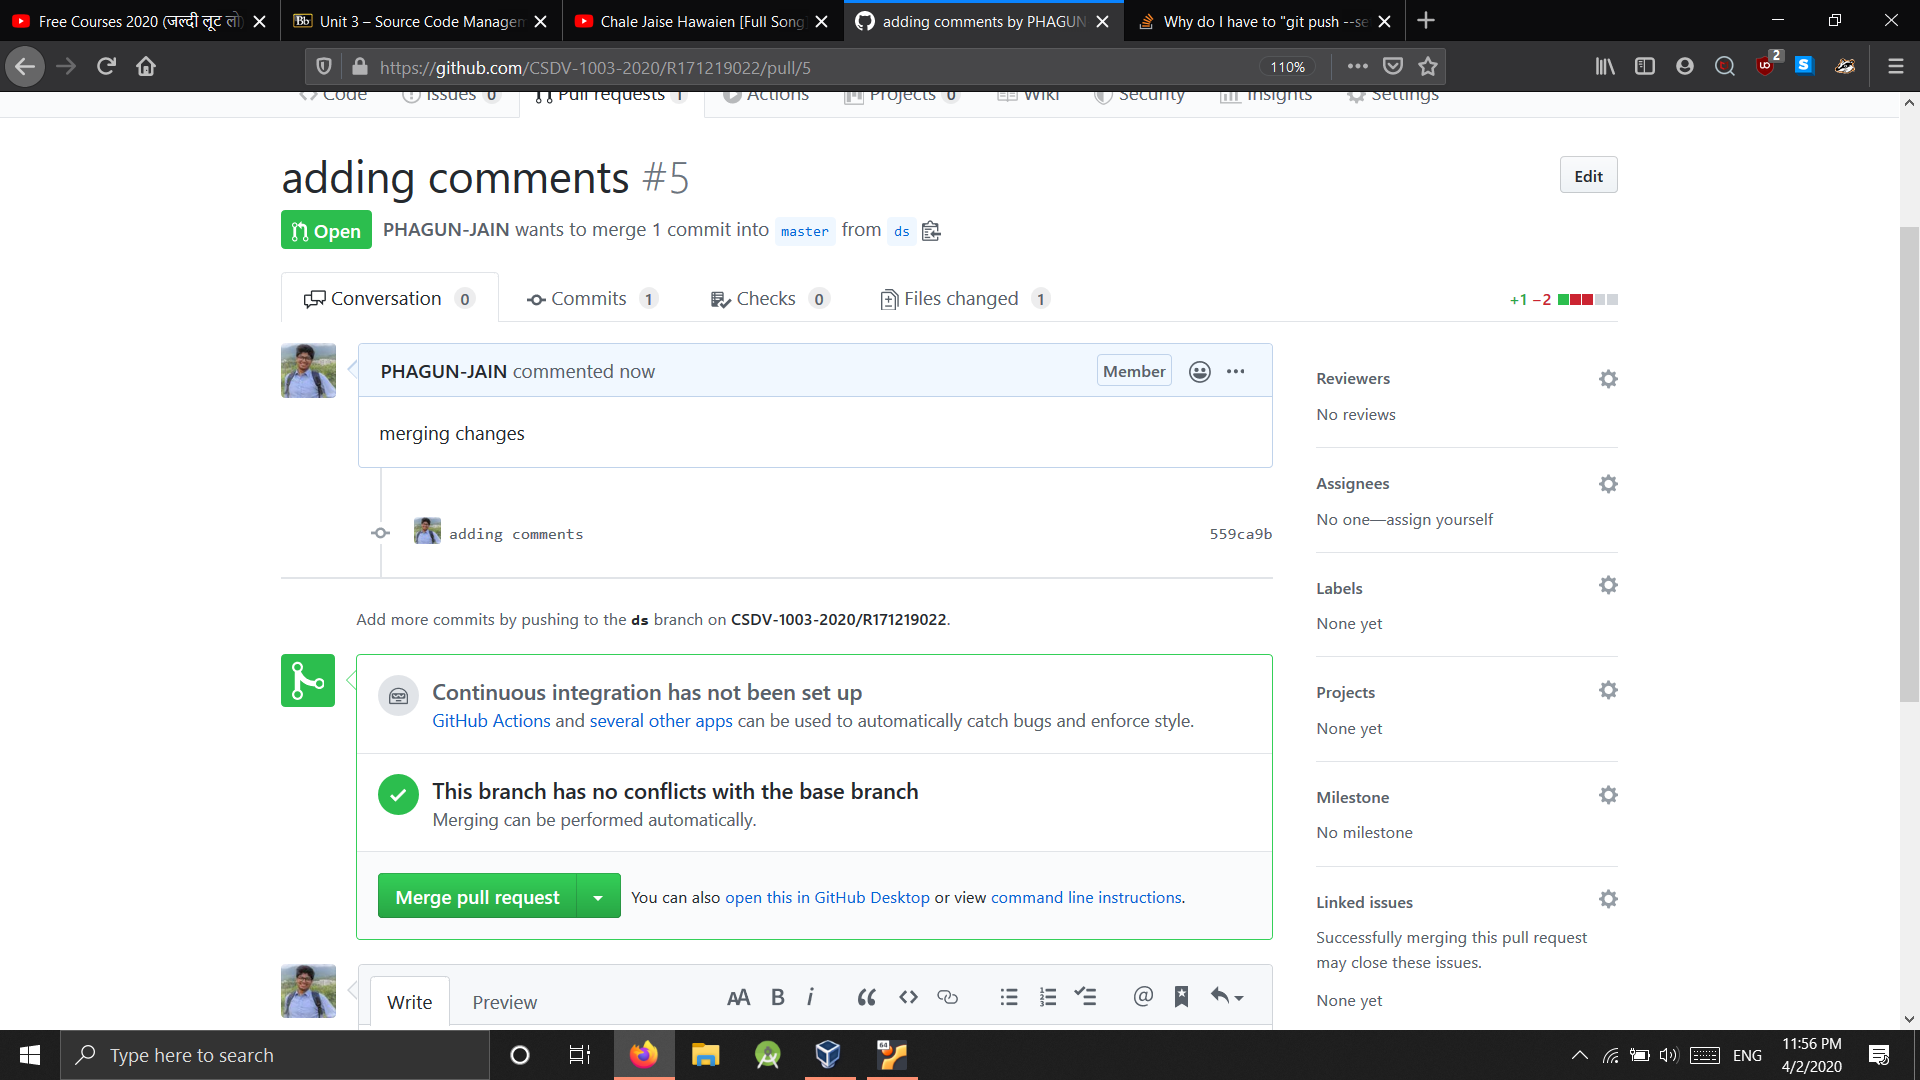 Free Courses 2020 (जल्दी लूट लो)
Unit 3 – Source Code Managem
Chale Jaise Hawaien [Full Song]
adding comments by PHAGUN
Why do I have to "git push --se
https://github.com/CSDV-1003-2020/R171219022/pull/5
110%
2
Code
Issues 0
Pull requests 1
Actions
Projects 0
Wiki
Security
Insights
Settings
adding comments #5
Edit
Open
PHAGUN-JAIN wants to merge 1 commit into master from ds
Conversation 0
Commits 1
Checks 0
Files changed 1
+1 −2
PHAGUN-JAIN commented now
Member
merging changes
adding comments
559ca9b
Add more commits by pushing to the ds branch on CSDV-1003-2020/R171219022.
Continuous integration has not been set up
GitHub Actions and several other apps can be used to automatically catch bugs and enforce style.
This branch has no conflicts with the base branch
Merging can be performed automatically.
Merge pull request
You can also open this in GitHub Desktop or view command line instructions.
Write
Preview
Reviewers
No reviews
Assignees
No one—assign yourself
Labels
None yet
Projects
None yet
Milestone
No milestone
Linked issues
Successfully merging this pull request
may close these issues.
None yet
Type here to search
64
ENG
11:56 PM
4/2/2020